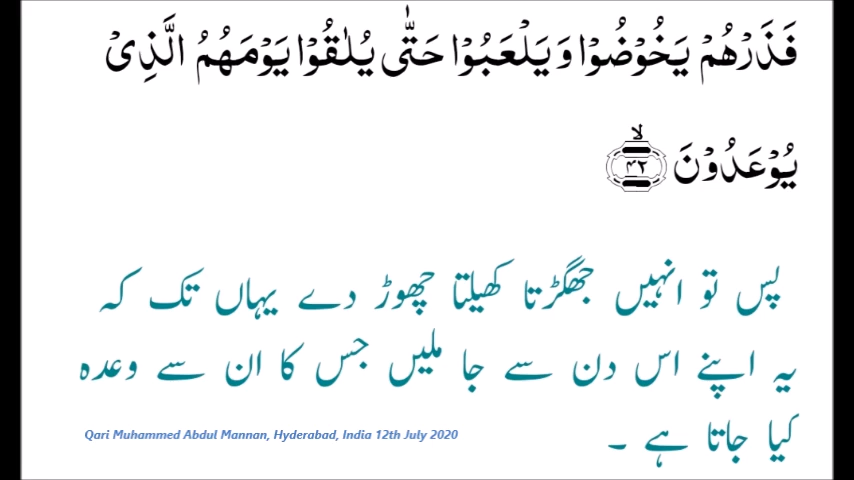 فَذَرْهُمْ يَخُوْضُوْا وَيَلْعَبُوْا حَتّٰى يُلٰقُوْا يَوْمَهُمُ الَّذِىْ
يُوْعَدُوْنَ ۙ‏﴿۴۲﴾
پس تو انہیں جھگڑتا کھیلتا چھوڑ دے یہاں تک کہ
یہ اپنے اس دن سے جا ملیں جس کا ان سے وعدہ
کیا جاتا ہے ۔
Qari Muhammed Abdul Mannan, Hyderabad, India 12th July 2020